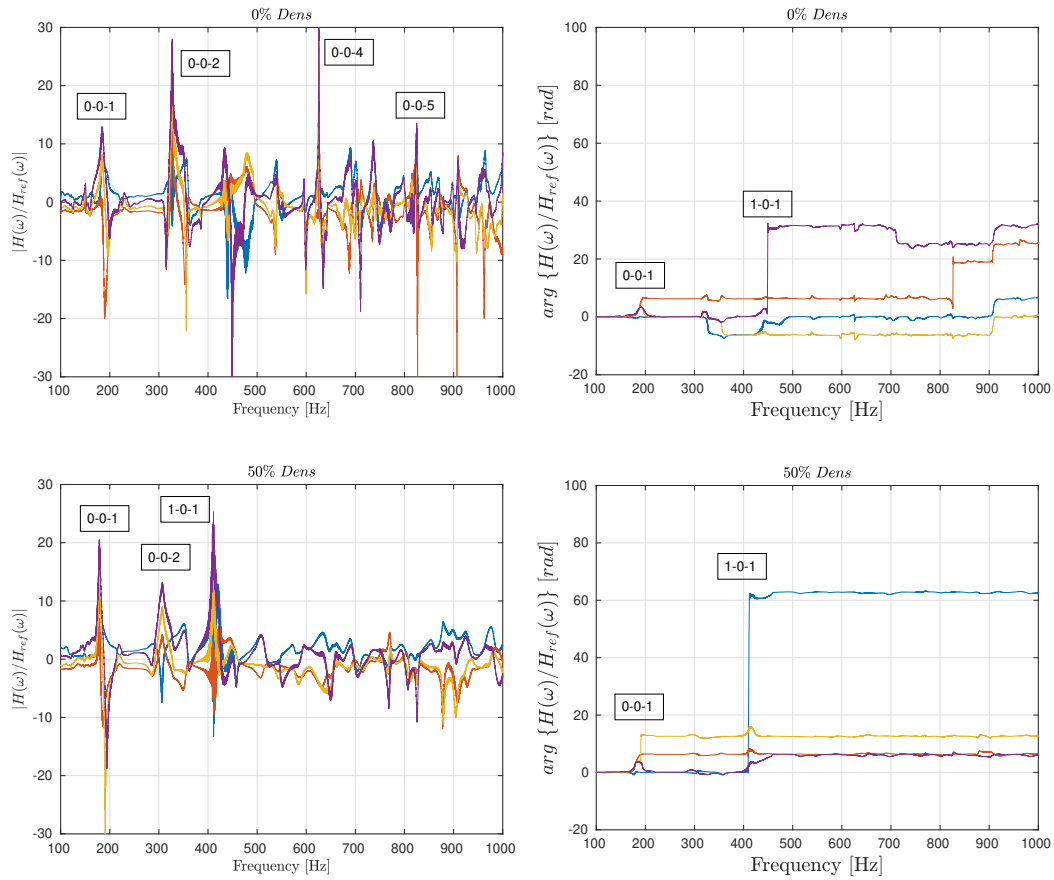 0% Dens
30
20
10
0
-10
-20
-30
|H(ω)/H_ref(ω)|
0-0-1
0-0-2
0-0-4
0-0-5
100 200 300 400 500 600 700 800 900 1000
Frequency [Hz]
0% Dens
100
80
60
40
20
0
-20
arg {H(ω)/H_ref(ω)} [rad]
0-0-1
1-0-1
100 200 300 400 500 600 700 800 900 1000
Frequency [Hz]
50% Dens
30
20
10
0
-10
-20
-30
|H(ω)/H_ref(ω)|
0-0-1
0-0-2
1-0-1
100 200 300 400 500 600 700 800 900 1000
Frequency [Hz]
50% Dens
100
80
60
40
20
0
-20
arg {H(ω)/H_ref(ω)} [rad]
0-0-1
1-0-1
100 200 300 400 500 600 700 800 900 1000
Frequency [Hz]